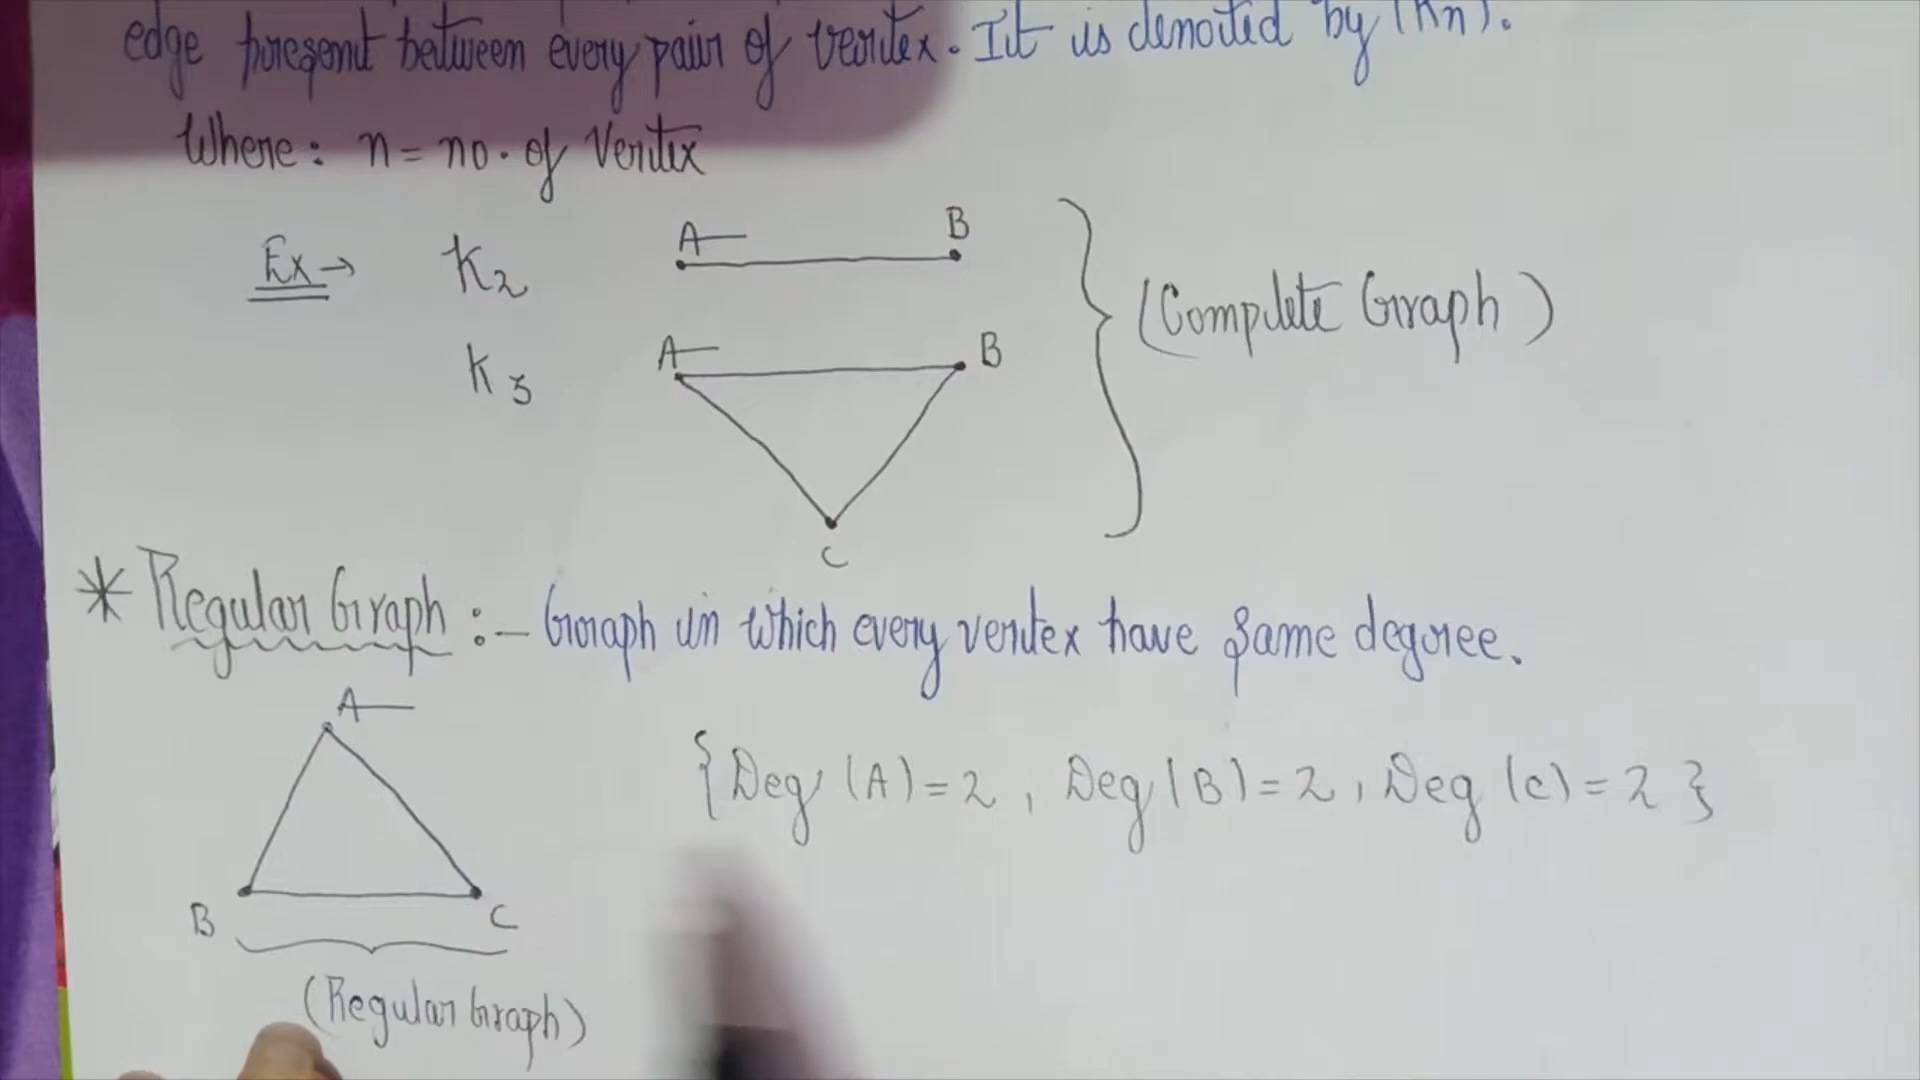 edge present between every pair of vertex. It is denoted by (Kn).
Where: n = no. of Vertex
Ex→ K2
A B
K3
A B
C
(Complete Graph)
* Regular Graph :– Graph in which every vertex have same degree.
A
B C
{Deg (A) = 2, Deg (B) = 2, Deg (C) = 2}
(Regular Graph)